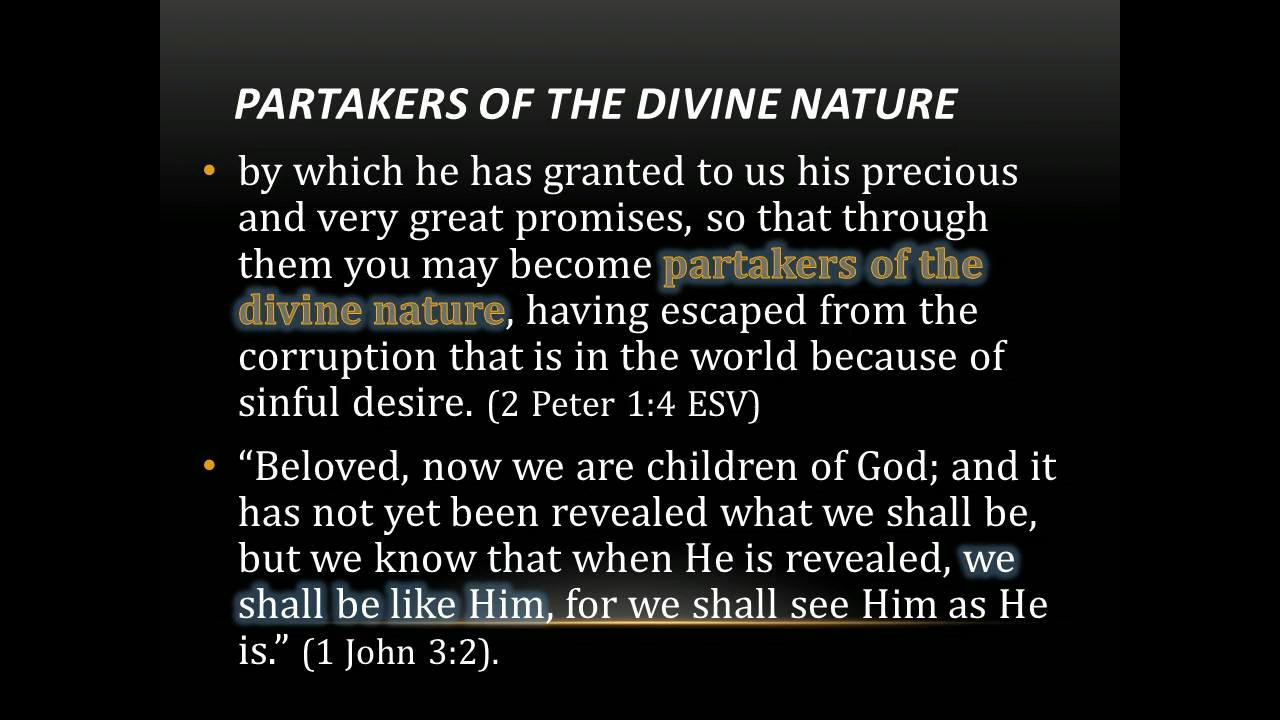 PARTAKERS OF THE DIVINE NATURE
• by which he has granted to us his precious
and very great promises, so that through
them you may become partakers of the
divine nature, having escaped from the
corruption that is in the world because of
sinful desire. (2 Peter 1:4 ESV)
• “Beloved, now we are children of God; and it
has not yet been revealed what we shall be,
but we know that when He is revealed, we
shall be like Him, for we shall see Him as He
is.” (1 John 3:2).